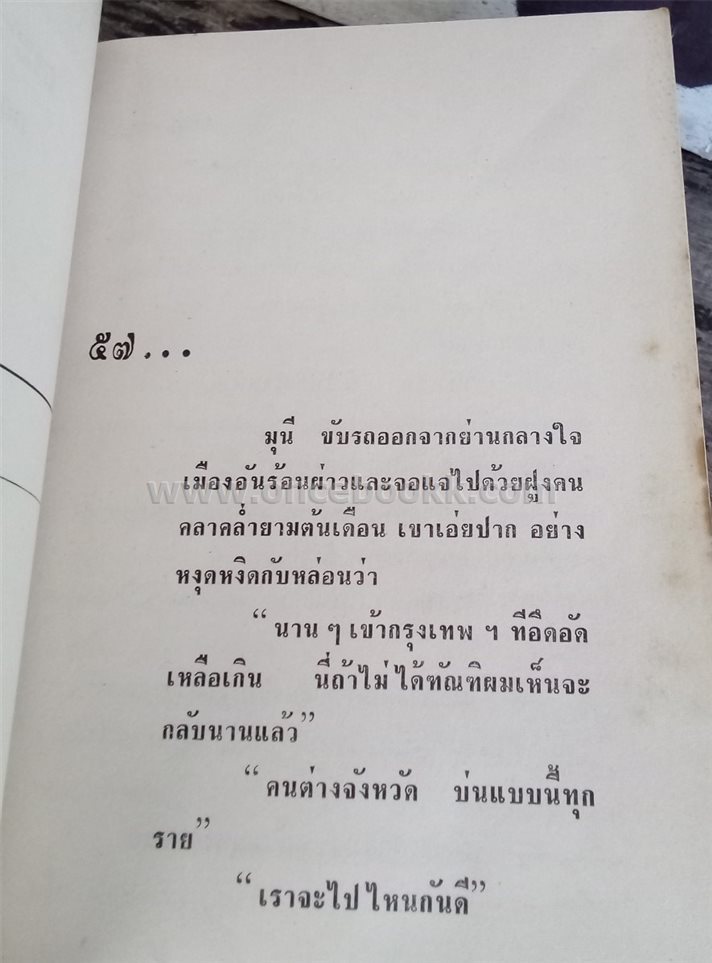 ๕๗...
มุนี ขับรถออกจากย่านกลางใจ
เมืองอันร้อนผ่าวและจอแจไปด้วยฝูงคน
www.officebookk.com
คลาคล่ำยามต้นเดือน เขาเอ่ยปาก อย่าง
หงุดหงิดกับหล่อนว่า
“นาน ๆ เข้ากรุงเทพ ฯ ทีอึดอัด
เหลือเกิน นี่ถ้าไม่ได้ทัณฑิผมเห็นจะ
กลับนานแล้ว”
“คนต่างจังหวัด บ่นแบบนี้ทุก
ราย”
“เราจะไปไหนกันดี”